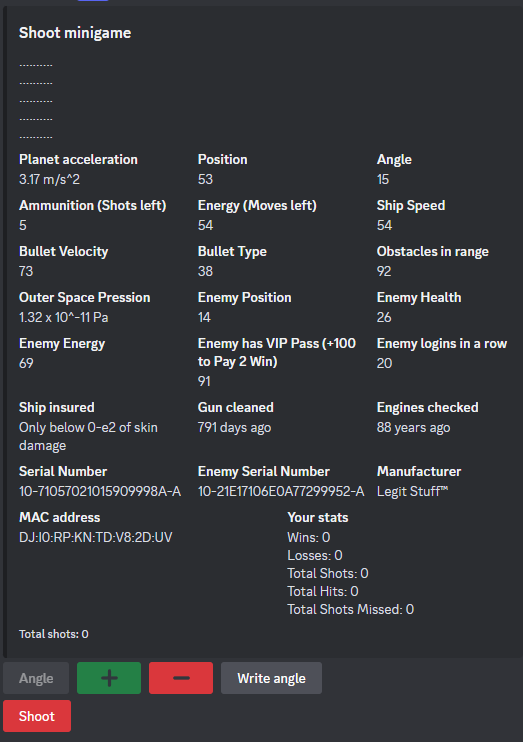 Shoot minigame
..........
..........
..........
..........
..........
Planet acceleration Position Angle
3.17 m/s^2 53 15
Ammunition (Shots left) Energy (Moves left) Ship Speed
5 54 54
Bullet Velocity Bullet Type Obstacles in range
73 38 92
Outer Space Pression Enemy Position Enemy Health
1.32 x 10^-11 Pa 14 26
Enemy Energy Enemy has VIP Pass (+100 Enemy logins in a row
69 to Pay 2 Win) 20
91
Ship insured Gun cleaned Engines checked
Only below 0-e2 of skin 791 days ago 88 years ago
damage
Serial Number Enemy Serial Number Manufacturer
10-71057021015909998A-A 10-21E17106E0A77299952-A Legit Stuff™
MAC address Your stats
DJ:I0:RP:KN:TD:V8:2D:UV Wins: 0
Losses: 0
Total Shots: 0
Total Hits: 0
Total Shots Missed: 0
Total shots: 0
Angle + − Write angle
Shoot